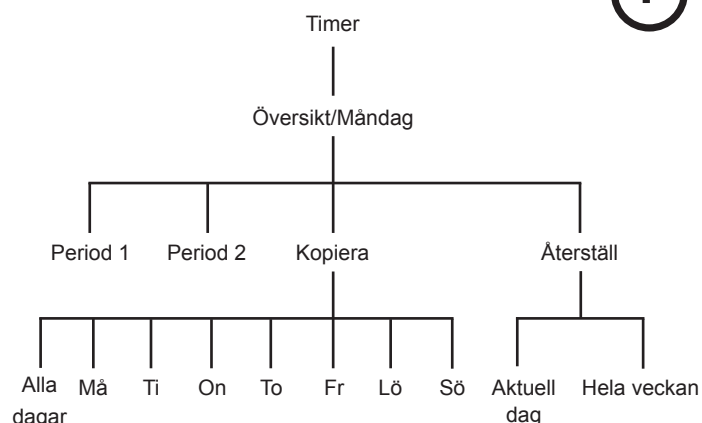 Timer
Översikt/Måndag
Period 1 Period 2 Kopiera Återställ
Alla Må Ti On To Fr Lö Sö Aktuell Hela veckan
dagar dag